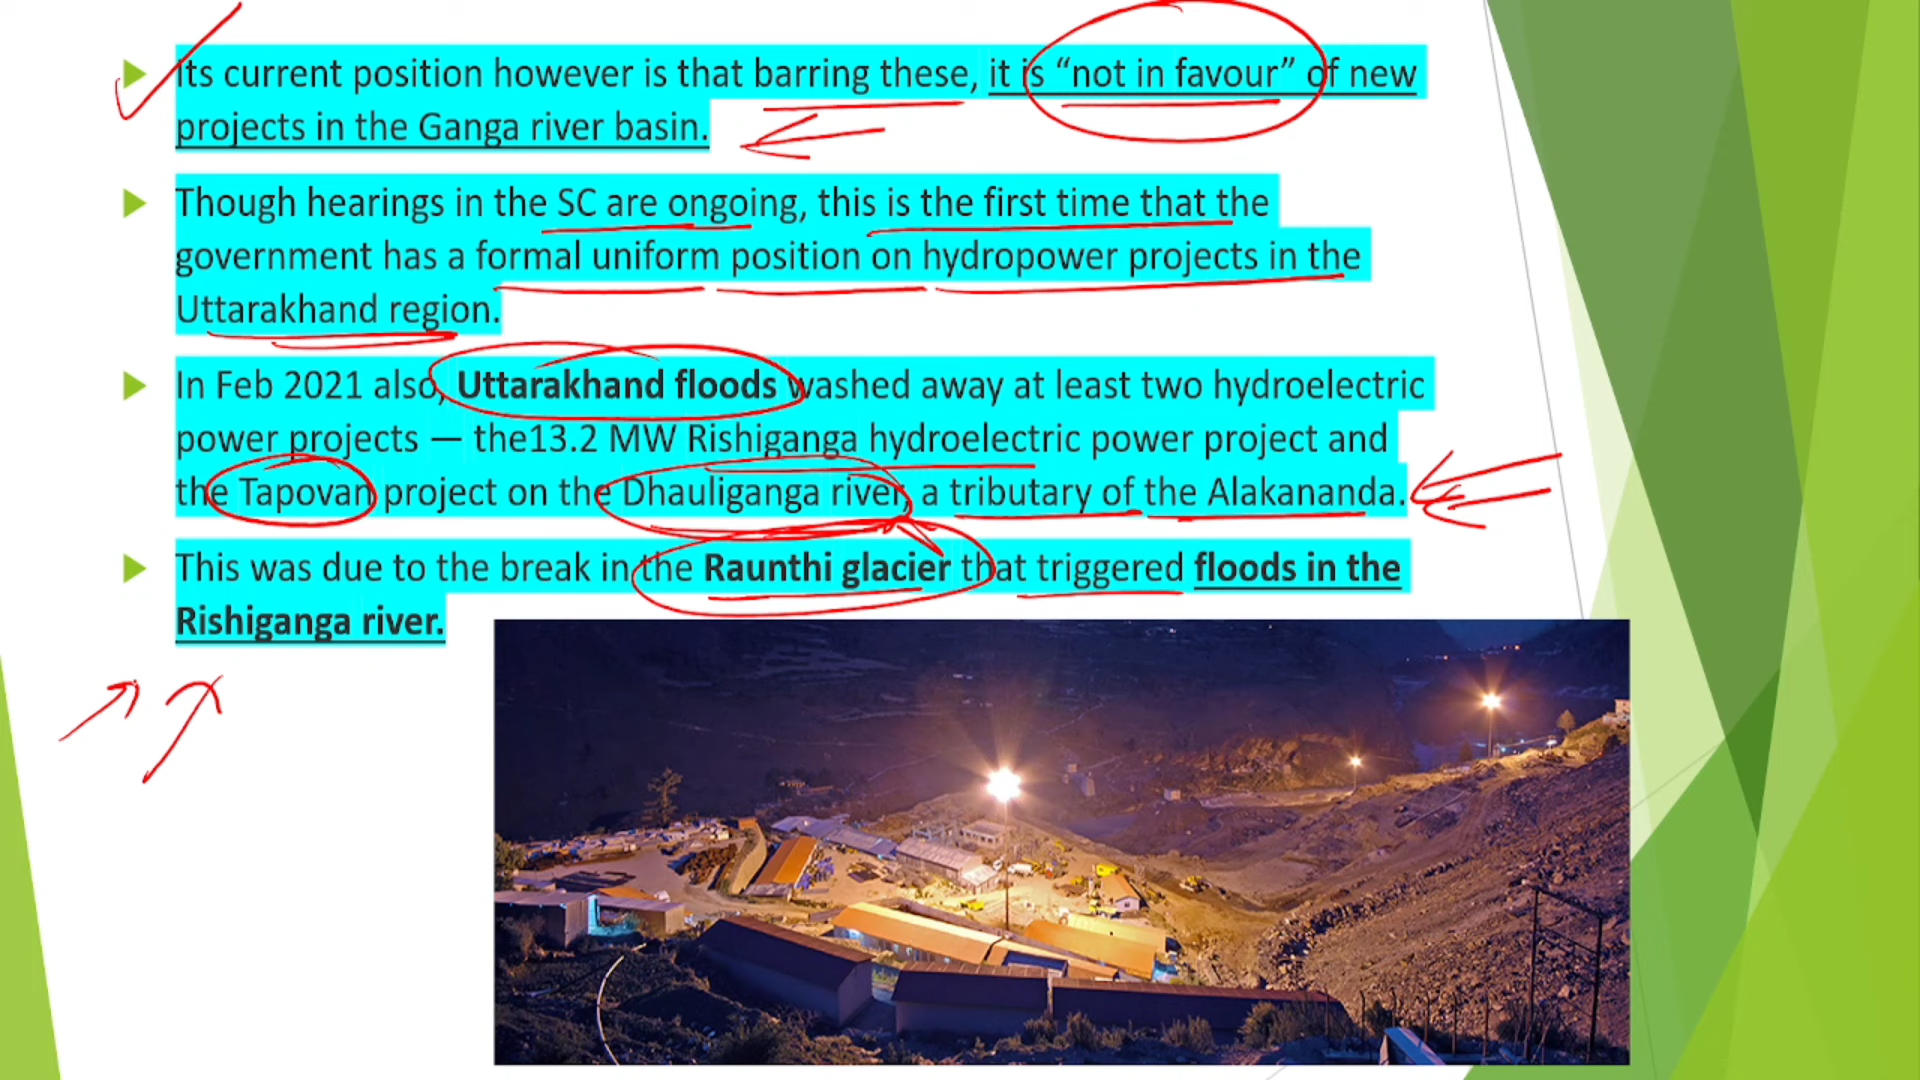 Its current position however is that barring these, it is “not in favour” of new
projects in the Ganga river basin.
Though hearings in the SC are ongoing, this is the first time that the
government has a formal uniform position on hydropower projects in the
Uttarakhand region.
In Feb 2021 also, Uttarakhand floods washed away at least two hydroelectric
power projects — the13.2 MW Rishiganga hydroelectric power project and
the Tapovan project on the Dhauliganga river, a tributary of the Alakananda.
This was due to the break in the Raunthi glacier that triggered floods in the
Rishiganga river.